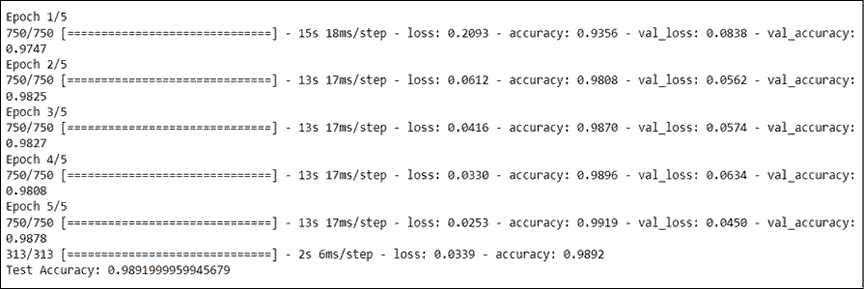 Epoch 1/5
750/750 [==============================] - 15s 18ms/step - loss: 0.2093 - accuracy: 0.9356 - val_loss: 0.0838 - val_accuracy:
0.9747
Epoch 2/5
750/750 [==============================] - 13s 17ms/step - loss: 0.0612 - accuracy: 0.9808 - val_loss: 0.0562 - val_accuracy:
0.9825
Epoch 3/5
750/750 [==============================] - 13s 17ms/step - loss: 0.0416 - accuracy: 0.9870 - val_loss: 0.0574 - val_accuracy:
0.9827
Epoch 4/5
750/750 [==============================] - 13s 17ms/step - loss: 0.0330 - accuracy: 0.9896 - val_loss: 0.0634 - val_accuracy:
0.9808
Epoch 5/5
750/750 [==============================] - 13s 17ms/step - loss: 0.0253 - accuracy: 0.9919 - val_loss: 0.0450 - val_accuracy:
0.9878
313/313 [==============================] - 2s 6ms/step - loss: 0.0339 - accuracy: 0.9892
Test Accuracy: 0.9891999959945679